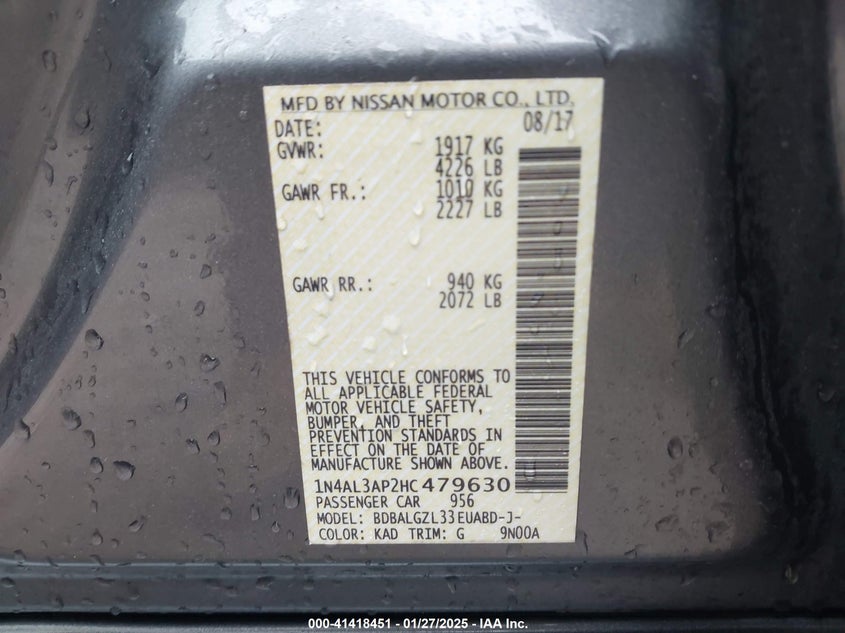 MFD BY NISSAN MOTOR CO., LTD.
DATE: 08/17
GVWR: 1917 KG
4226 LB
GAWR FR.: 1010 KG
2227 LB
GAWR RR.: 940 KG
2072 LB
THIS VEHICLE CONFORMS TO
ALL APPLICABLE FEDERAL
MOTOR VEHICLE SAFETY,
BUMPER, AND THEFT
PREVENTION STANDARDS IN
EFFECT ON THE DATE OF
MANUFACTURE SHOWN ABOVE.
1N4AL3AP2HC479630
PASSENGER CAR 956
MODEL: BDBALGZL33EUABD-J-
COLOR: KAD TRIM: G 9N00A
000-41418451 - 01/27/2025 - IAA Inc.